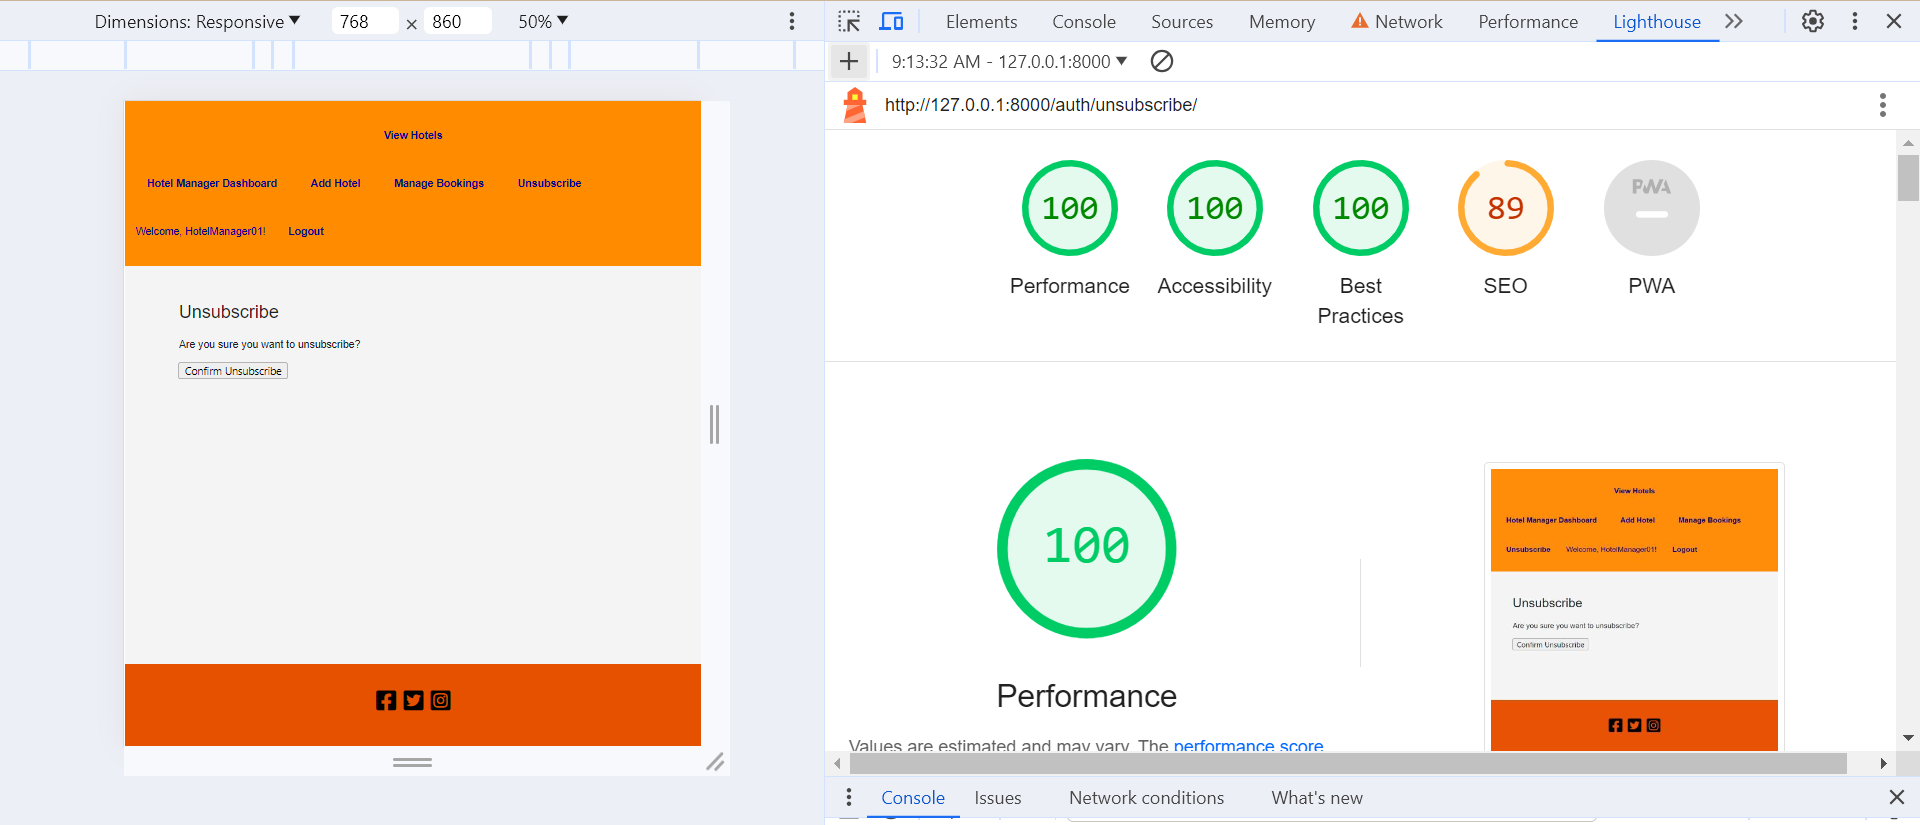 Dimensions: Responsive ▼ 768 × 860 50% ▼
View Hotels
Hotel Manager Dashboard Add Hotel Manage Bookings Unsubscribe
Welcome, HotelManager01! Logout
Unsubscribe
Are you sure you want to unsubscribe?
Confirm Unsubscribe
Elements Console Sources Memory Network Performance Lighthouse
9:13:32 AM - 127.0.0.1:8000 ▼
http://127.0.0.1:8000/auth/unsubscribe/
100 100 100 89 PWA
Performance Accessibility Best Practices SEO PWA
100
Performance
Values are estimated and may vary. The performance score
View Hotels
Hotel Manager Dashboard Add Hotel Manage Bookings
Unsubscribe Welcome, HotelManager01! Logout
Unsubscribe
Are you sure you want to unsubscribe?
Confirm Unsubscribe
Console Issues Network conditions What's new